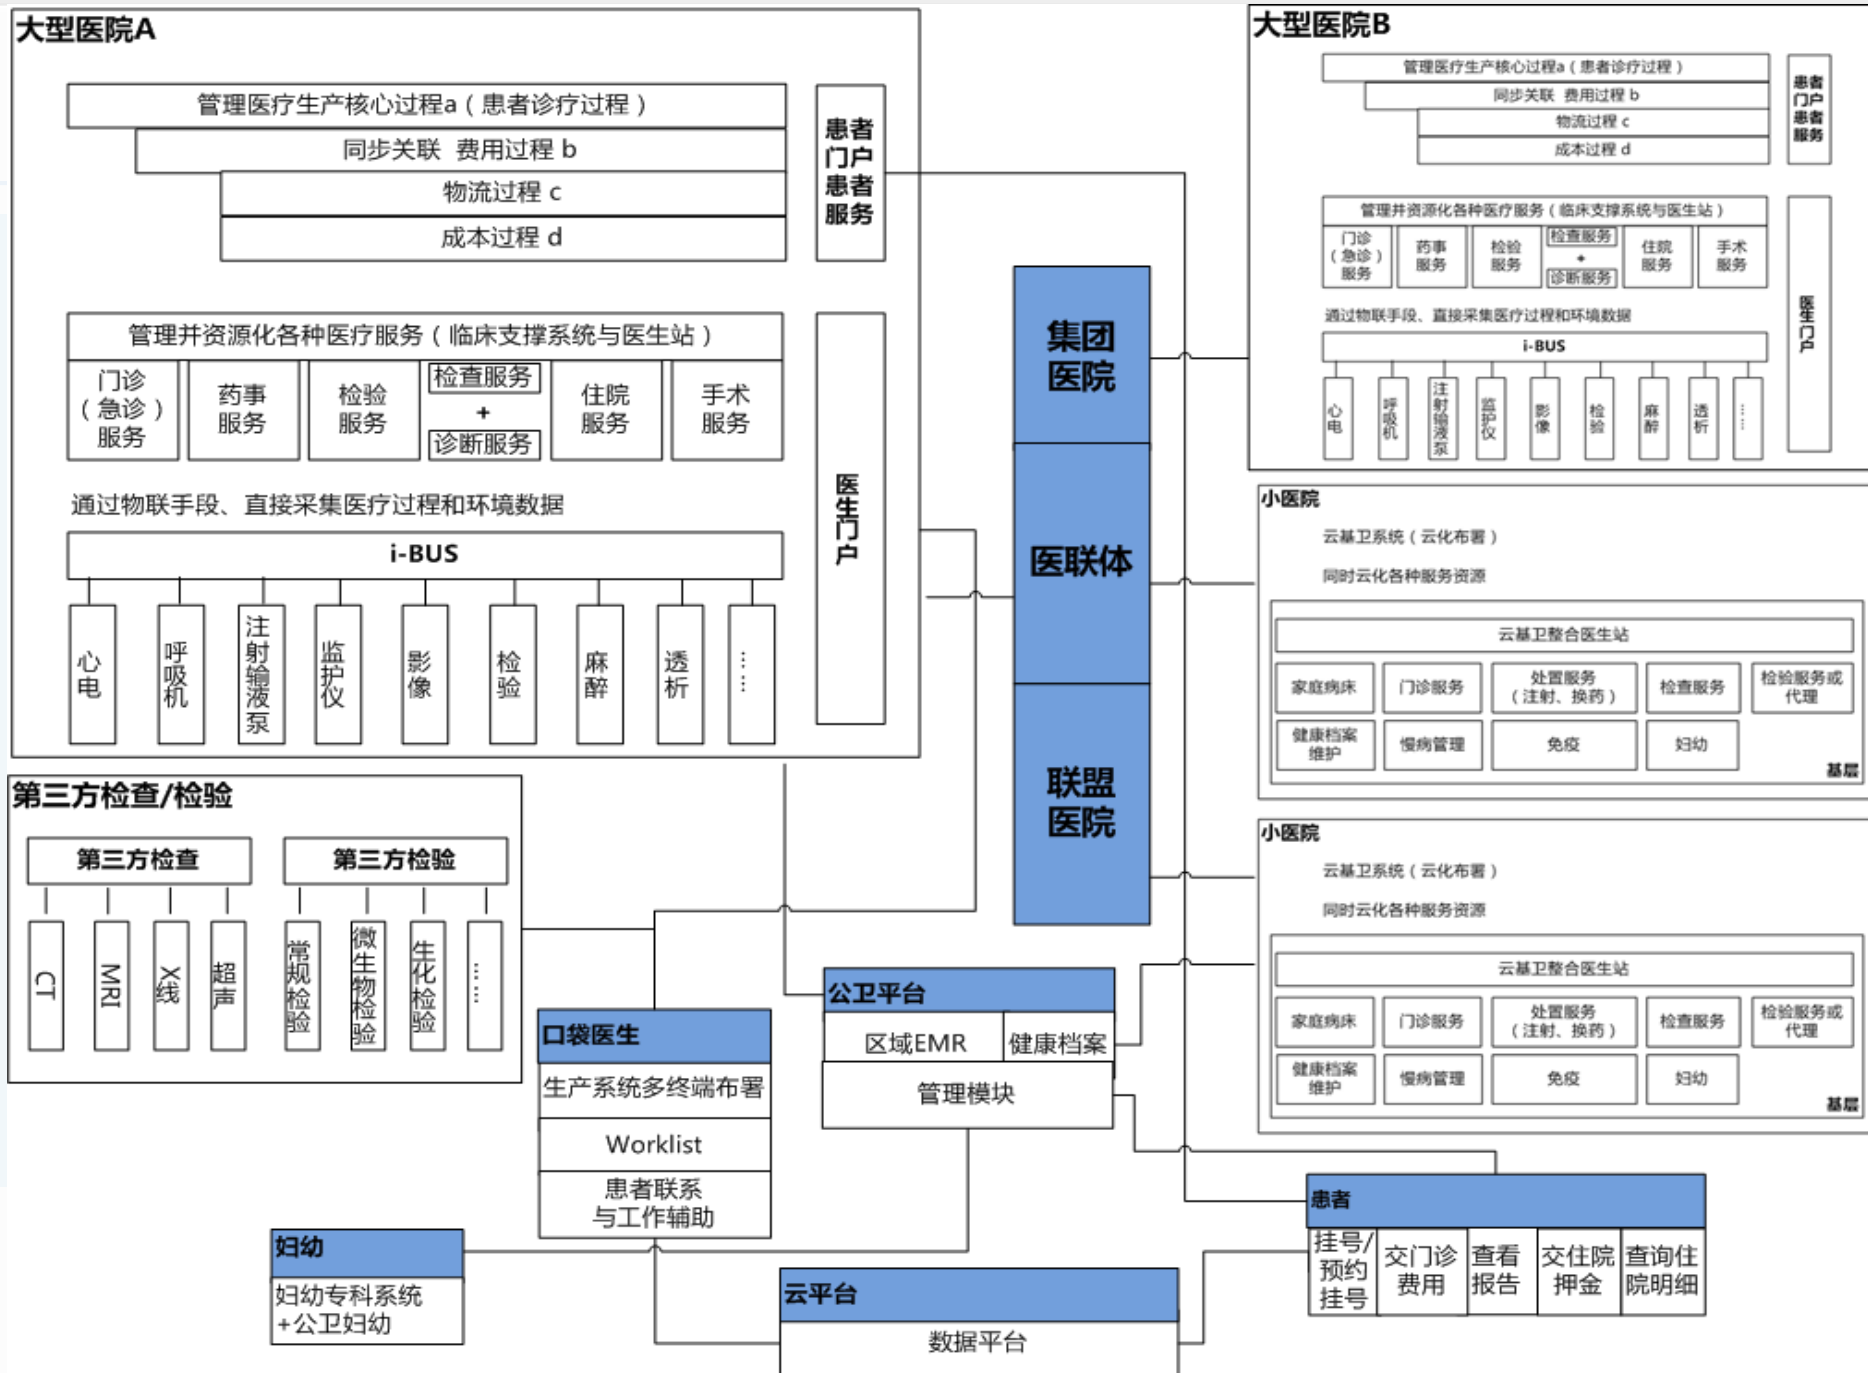 大型医院A
管理医疗生产核心过程a（患者诊疗过程）
同步关联 费用过程 b
物流过程 c
成本过程 d
患者
门户
患者
服务
管理并资源化各种医疗服务（临床支撑系统与医生站）
门诊
（急诊）
服务
药事
服务
检验
服务
检查服务
+
诊断服务
住院
服务
手术
服务
通过物联手段、直接采集医疗过程和环境数据
i-BUS
心电
呼吸机
注射输液泵
监护仪
影像
检验
麻醉
透析
……
医生门户
第三方检查/检验
第三方检查
CT
MRI
X线
超声
第三方检验
常规检验
微生物检验
生化检验
……
集团
医院
医联体
联盟
医院
大型医院B
管理医疗生产核心过程a（患者诊疗过程）
同步关联 费用过程 b
物流过程 c
成本过程 d
患者
门户
患者
服务
管理并资源化各种医疗服务（临床支撑系统与医生站）
门诊
（急诊）
服务
药事
服务
检验
服务
检查服务
+
诊断服务
住院
服务
手术
服务
通过物联手段、直接采集医疗过程和环境数据
i-BUS
心电
呼吸机
注射输液泵
监护仪
影像
检验
麻醉
透析
……
医生门户
小医院
云基卫系统（云化布署）
同时云化各种服务资源
云基卫整合医生站
家庭病床
门诊服务
处置服务
（注射、换药）
检查服务
检验服务或
代理
健康档案
维护
慢病管理
免疫
妇幼
基层
小医院
云基卫系统（云化布署）
同时云化各种服务资源
云基卫整合医生站
家庭病床
门诊服务
处置服务
（注射、换药）
检查服务
检验服务或
代理
健康档案
维护
慢病管理
免疫
妇幼
基层
公卫平台
区域EMR
健康档案
管理模块
口袋医生
生产系统多终端布署
Worklist
患者联系
与工作辅助
妇幼
妇幼专科系统
+公卫妇幼
云平台
数据平台
患者
挂号/
预约
挂号
交门诊
费用
查看
报告
交住院
押金
查询住
院明细